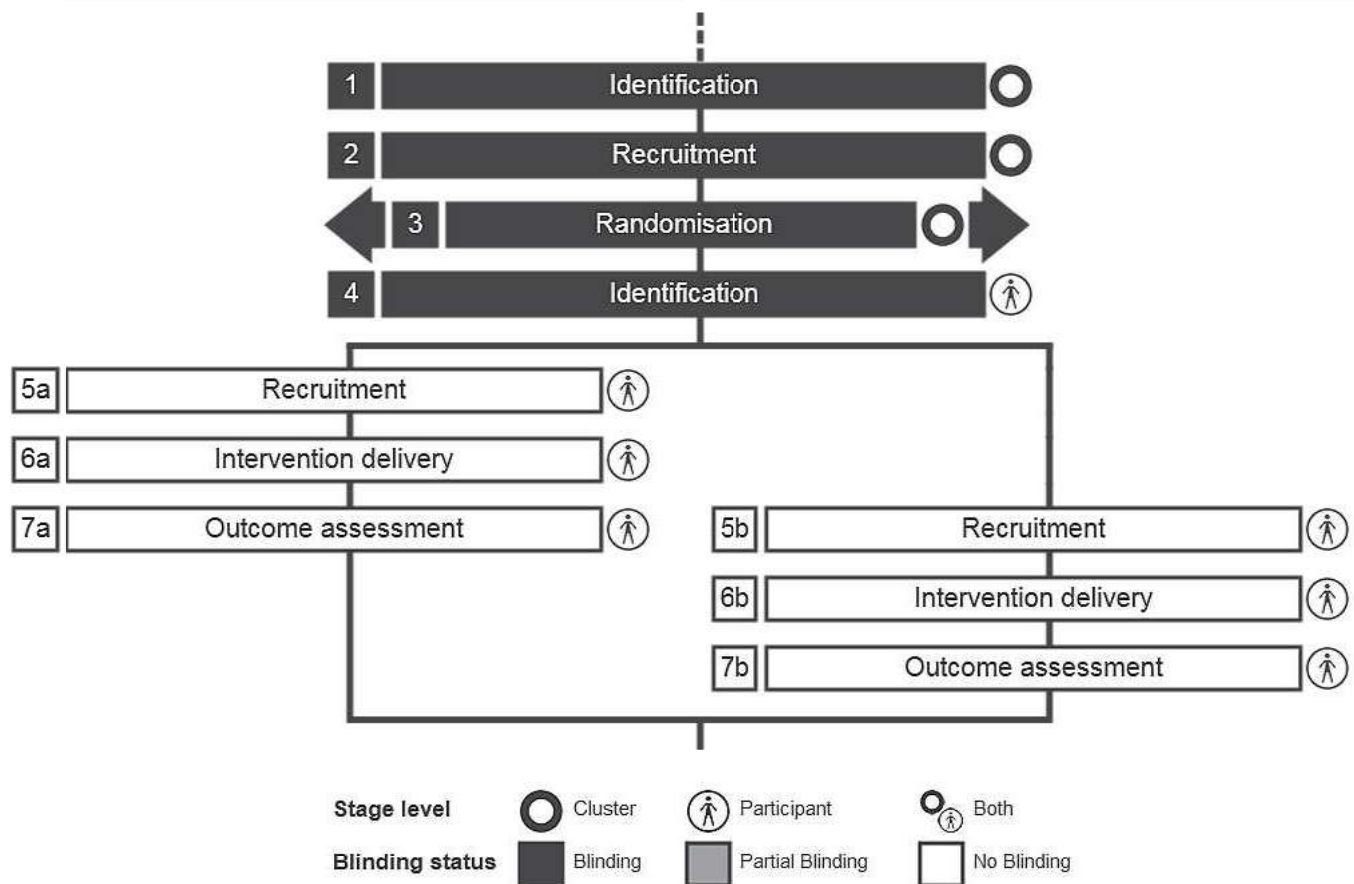 1 Identification
2 Recruitment
3 Randomisation
4 Identification
5a Recruitment
6a Intervention delivery
7a Outcome assessment
5b Recruitment
6b Intervention delivery
7b Outcome assessment
Stage level Cluster Participant Both
Blinding status Blinding Partial Blinding No Blinding